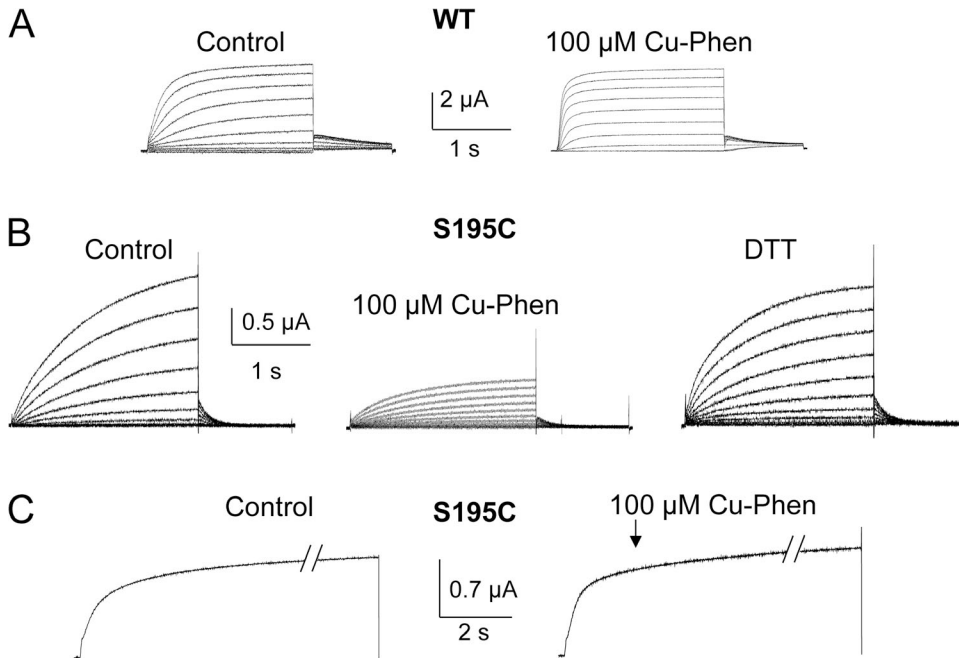 A
WT
Control
100 µM Cu-Phen
2 µA
1 s
B
S195C
Control
DTT
100 µM Cu-Phen
0.5 µA
1 s
C
Control
S195C
100 µM Cu-Phen
0.7 µA
2 s